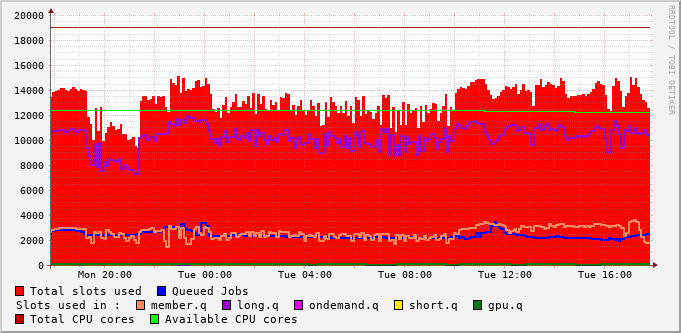 20000
18000
16000
14000
12000
10000
8000
6000
4000
2000
0
Mon 20:00 Tue 00:00 Tue 04:00 Tue 08:00 Tue 12:00 Tue 16:00
Total slots used Queued Jobs
Slots used in : member.q long.q ondemand.q short.q gpu.q
Total CPU cores Available CPU cores
RRDTOOL / TOBI OETIKER